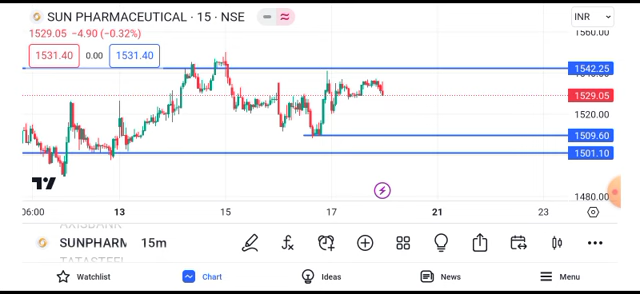 SUN PHARMACEUTICAL · 15 · NSE
INR
1529.05 −4.90 (−0.32%)
1531.40 0.00 1531.40
1560.00
1542.25
1529.05
1520.00
1509.60
1501.10
1480.00
06:00 13 15 17 21 23
SUNPHARM 15m
Watchlist Chart Ideas News Menu